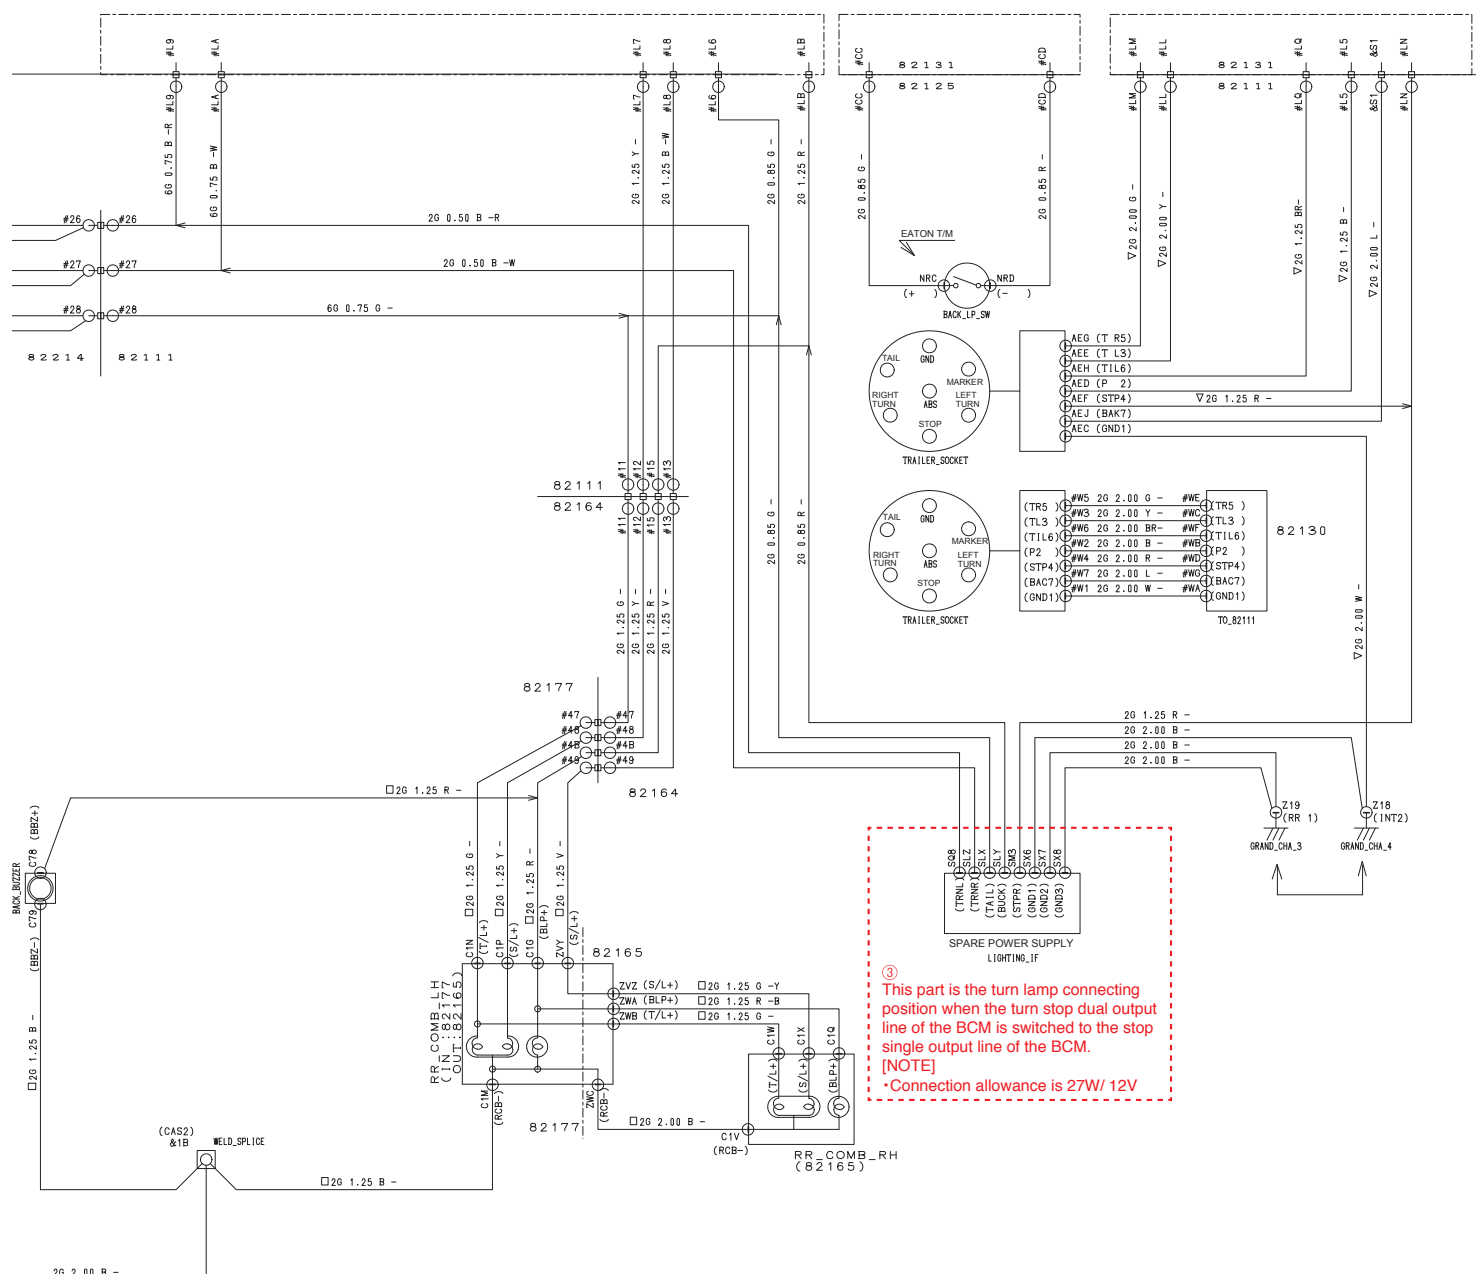 #L9
#LA
#L7
#L8
#L6
#LB
#CC
#CD
#LM
#LL
#LQ
#L5
&S1
#LN
82131
82125
82131
82111
#L9
#LA
#L7
#L8
#L6
#LB
#CC
#CD
#LM
#LL
#LQ
#L5
&S1
#LN
6G 0.75 B -R
6G 0.75 B -W
2G 1.25 Y -
2G 1.25 B -W
2G 0.85 G -
2G 1.25 R -
2G 0.85 G -
2G 0.85 R -
▽2G 2.00 G -
▽2G 2.00 Y -
▽2G 1.25 BR-
▽2G 1.25 B -
▽2G 2.00 L -
#26
#26
2G 0.50 B -R
#27
#27
2G 0.50 B -W
#28
#28
6G 0.75 G -
82214
82111
EATON T/M
NRC
(+ )
NRD
(- )
BACK_LP_SW
TAIL
GND
MARKER
RIGHT
TURN
ABS
LEFT
TURN
STOP
TRAILER_SOCKET
AEG (T R5)
AEE (T L3)
AEH (TIL6)
AED (P 2)
AEF (STP4)
▽2G 1.25 R -
AEJ (BAK7)
AEC (GND1)
82111
82164
#11
#12
#15
#13
#11
#12
#15
#13
2G 0.85 G -
2G 0.85 R -
TAIL
GND
MARKER
RIGHT
TURN
ABS
LEFT
TURN
STOP
TRAILER_SOCKET
(TR5 ) #W5 2G 2.00 G - #WE (TR5 )
(TL3 ) #W3 2G 2.00 Y - #WC (TL3 )
(TIL6) #W6 2G 2.00 BR- #WF (TIL6)
(P2 ) #W2 2G 2.00 B - #WB (P2 )
(STP4) #W4 2G 2.00 R - #WD (STP4)
(BAC7) #W7 2G 2.00 L - #WG (BAC7)
(GND1) #W1 2G 2.00 W - #WA (GND1)
82130
TO_82111
▽2G 2.00 W -
2G 1.25 G -
2G 1.25 Y -
2G 1.25 R -
2G 1.25 V -
82177
#47
#47
#48
#48
#4B
#4B
#49
#49
82164
2G 1.25 R -
2G 2.00 B -
2G 2.00 B -
2G 2.00 B -
Z19
(RR 1)
GRAND_CHA_3
Z18
(INT2)
GRAND_CHA_4
□2G 1.25 R -
C78 (BBZ+)
BACK_BUZZER
C79
(BBZ-)
□2G 1.25 B -
□2G 1.25 G -
□2G 1.25 Y -
□2G 1.25 R -
□2G 1.25 V -
C1N
(T/L+)
C1P
(S/L+)
C1G
(BLP+)
ZVY
(S/L+)
82165
RR_COMB_LH
(IN:82177
OUT:82165)
ZVZ (S/L+) □2G 1.25 G -Y
ZWA (BLP+) □2G 1.25 R -B
ZWB (T/L+) □2G 1.25 G -
C1M
(RCB-)
ZWC
(RCB-)
82177
□2G 2.00 B -
C1W
(T/L+)
C1X
(S/L+)
C1Q
(BLP+)
C1V
(RCB-)
RR_COMB_RH
(82165)
SQ8
SLZ
SLX
SLY
SM3
SX6
SX7
SX8
(TRNL)
(TRNR)
(TAIL)
(BUCK)
(STPR)
(GND1)
(GND2)
(GND3)
SPARE POWER SUPPLY
LIGHTING_IF
③
This part is the turn lamp connecting
position when the turn stop dual output
line of the BCM is switched to the stop
single output line of the BCM.
[NOTE]
•Connection allowance is 27W/ 12V
(CAS2)
&1B
WELD_SPLICE
□2G 1.25 B -
2G 2.00 B -